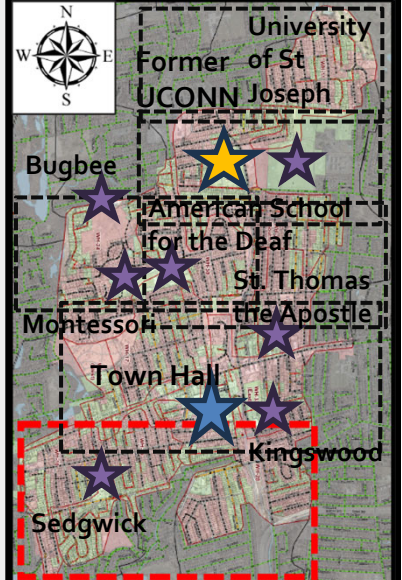 N
W E
S
University
of St
Joseph
Former
UCONN
Bugbee
American School
for the Deaf
St. Thomas
the Apostle
Montessori
Town Hall
Kingswood
Sedgwick